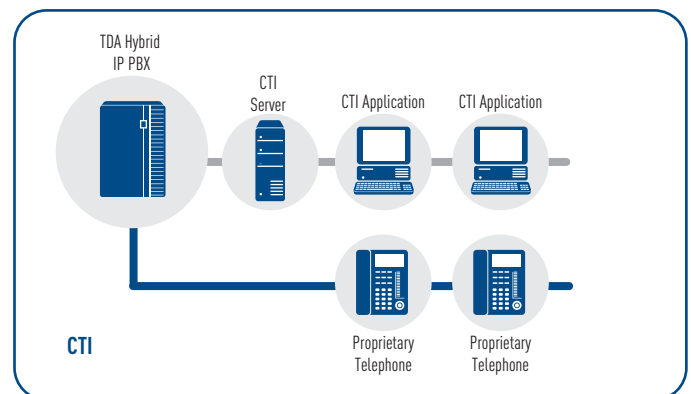 TDA Hybrid
IP PBX
CTI
Server
CTI Application
CTI Application
Proprietary
Telephone
Proprietary
Telephone
CTI